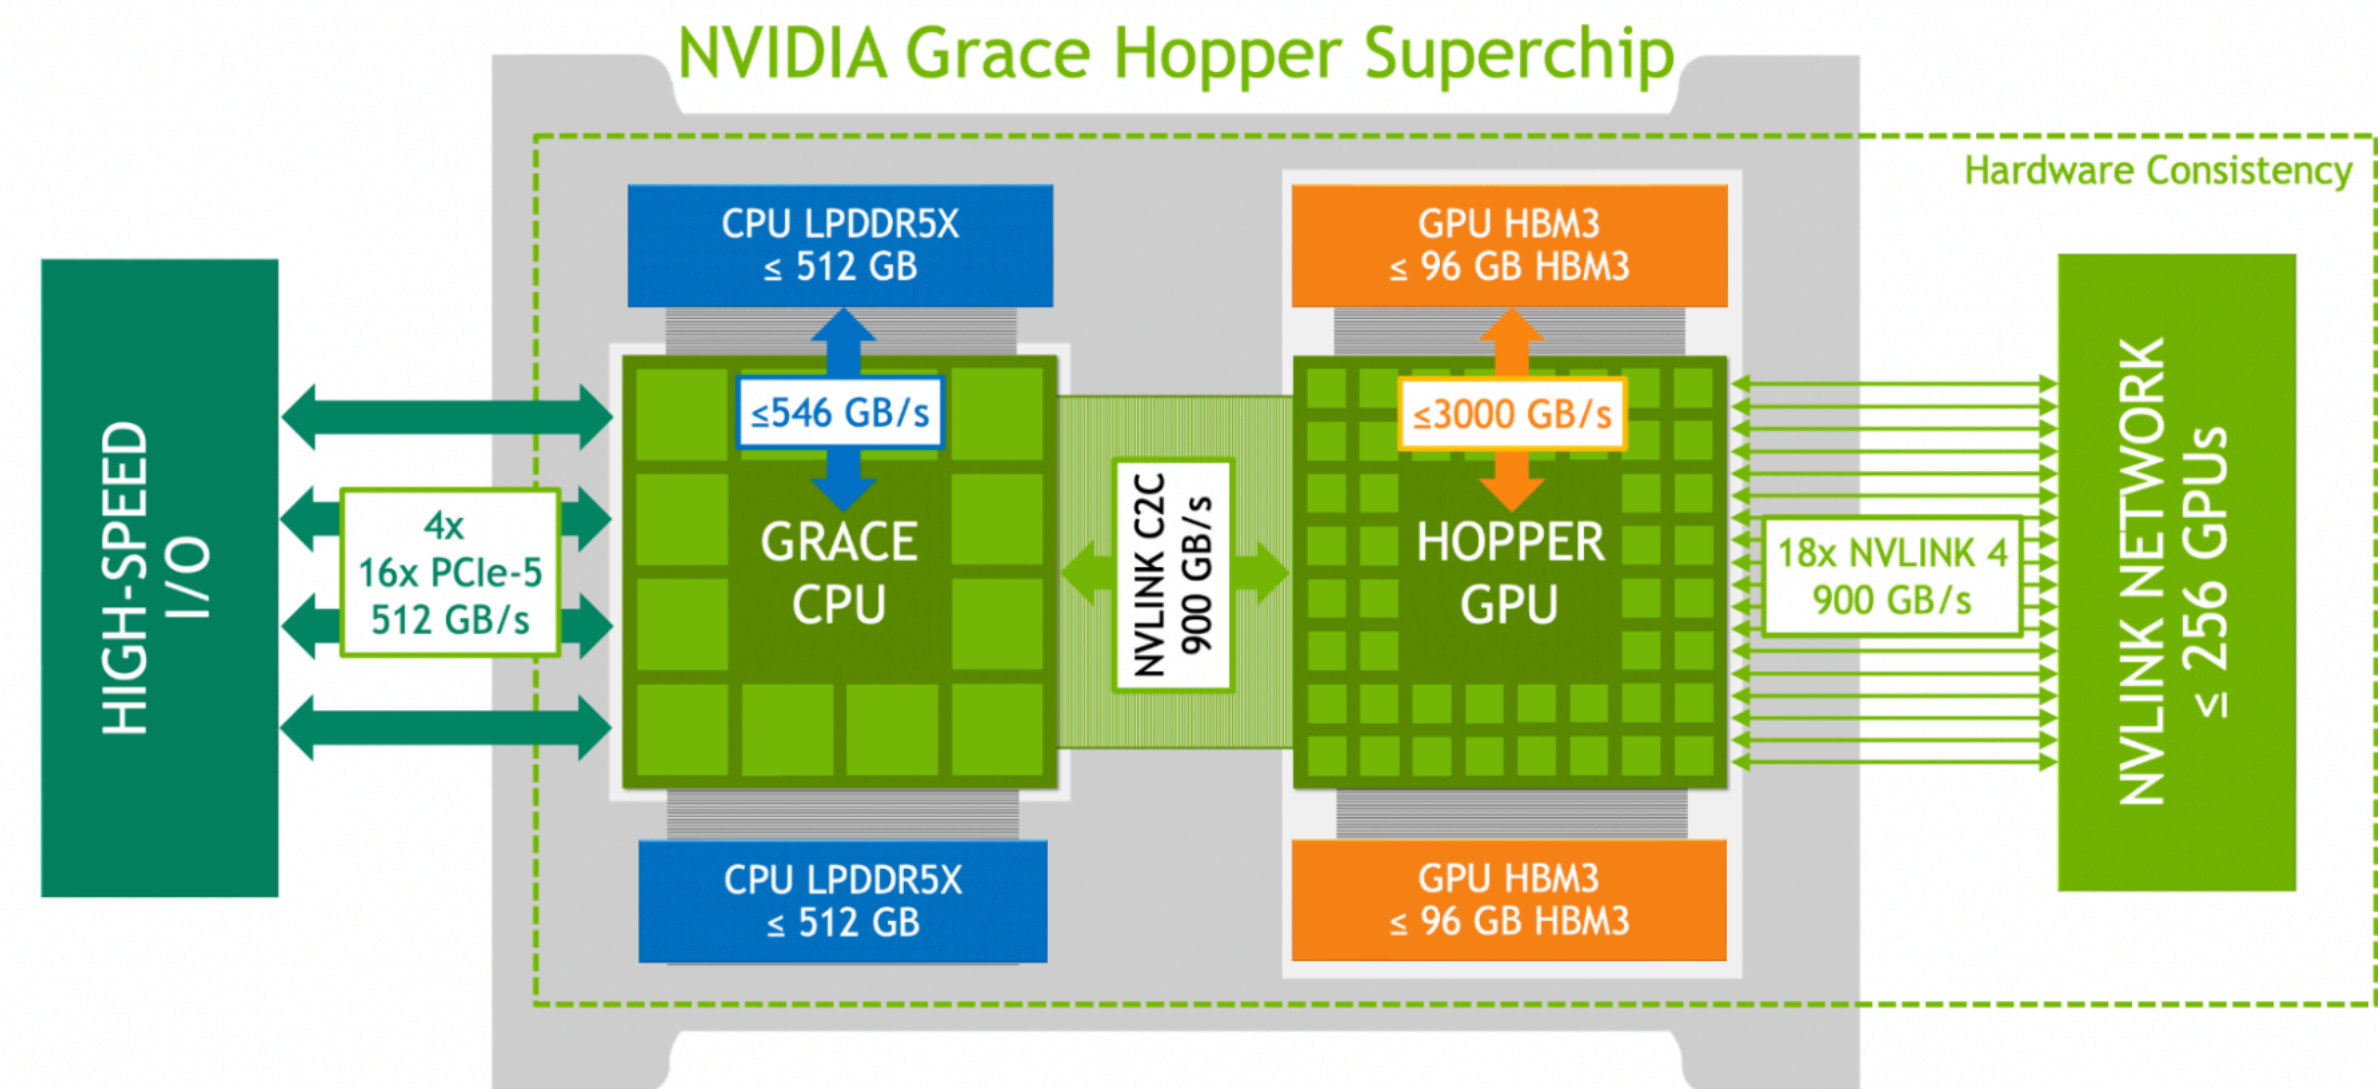 NVIDIA Grace Hopper Superchip
Hardware Consistency
CPU LPDDR5X
≤ 512 GB
GPU HBM3
≤ 96 GB HBM3
HIGH-SPEED
I/O
4x
16x PCIe-5
512 GB/s
≤546 GB/s
GRACE
CPU
NVLINK C2C
900 GB/s
≤3000 GB/s
HOPPER
GPU
18x NVLINK 4
900 GB/s
NVLINK NETWORK
≤ 256 GPUs
CPU LPDDR5X
≤ 512 GB
GPU HBM3
≤ 96 GB HBM3